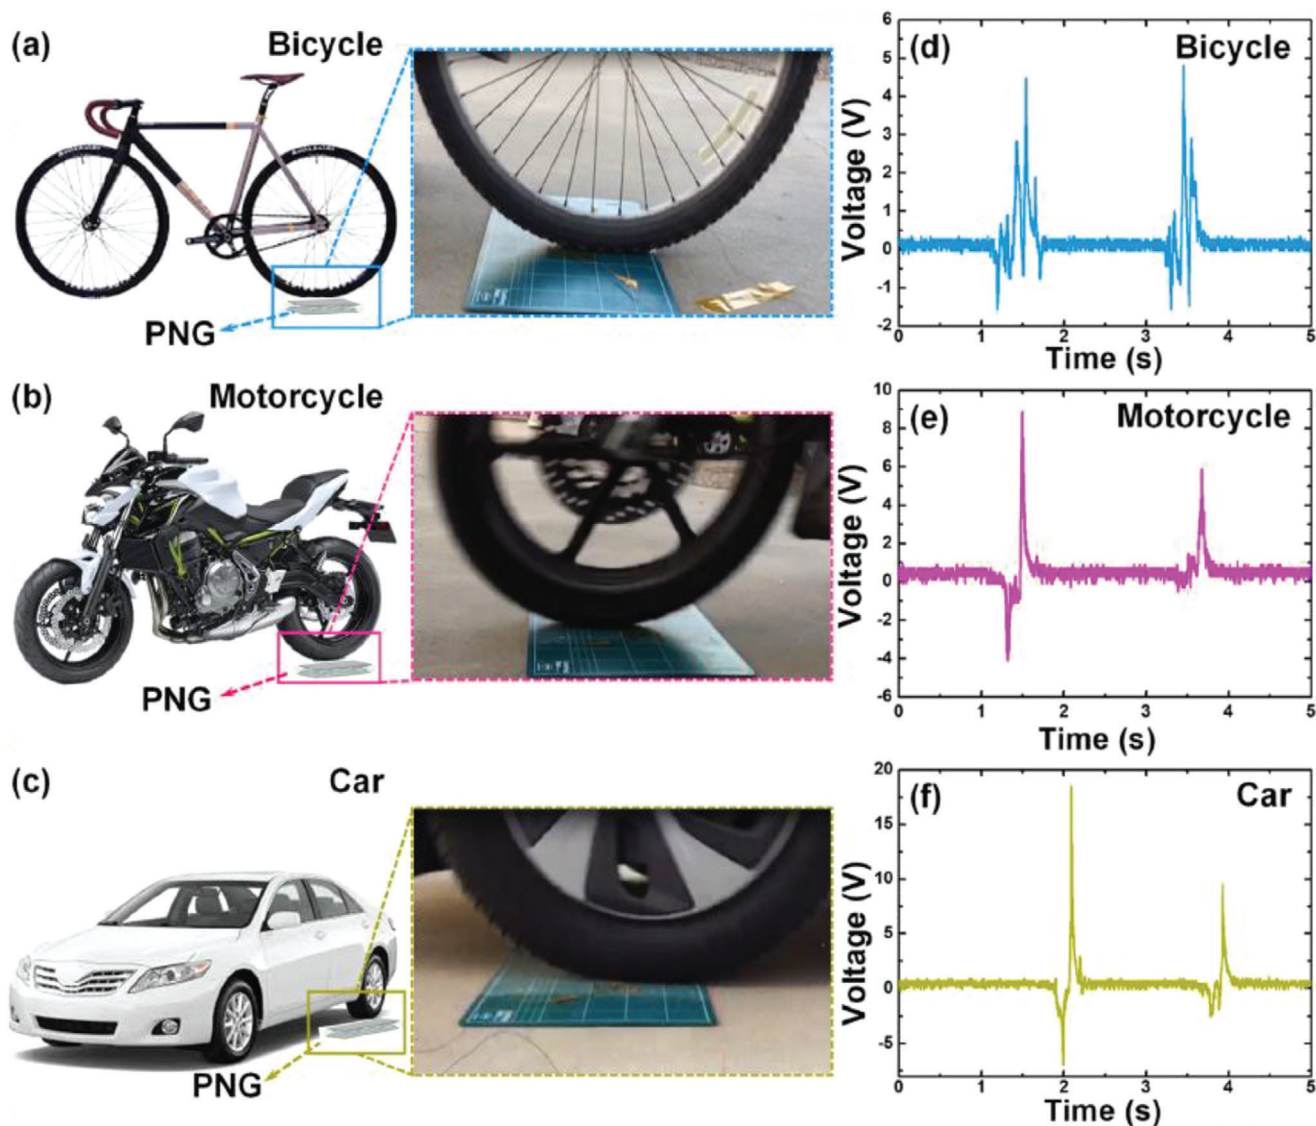 (a) Bicycle
PNG
(d) Bicycle
Voltage (V)
6
5
4
3
2
1
0
-1
-2
0 1 2 3 4 5
Time (s)
(b) Motorcycle
PNG
(e) Motorcycle
Voltage (V)
10
8
6
4
2
0
-2
-4
-6
0 1 2 3 4 5
Time (s)
(c) Car
PNG
(f) Car
Voltage (V)
20
15
10
5
0
-5
0 1 2 3 4 5
Time (s)